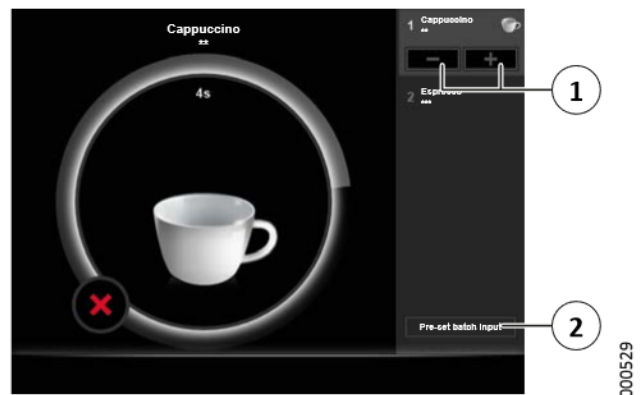 Cappuccino
**
4s
1 Cappuccino
**
− +
2 Espresso
***
Pre-set batch input
1
2
000529